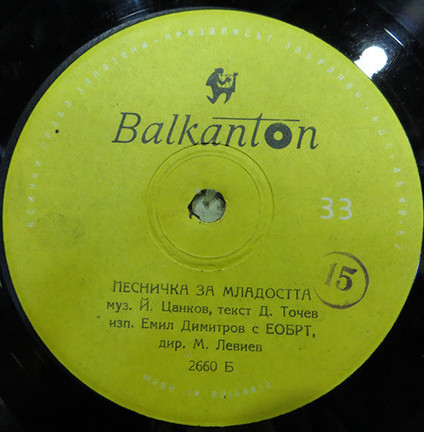 Balkanton
33
15
ПЕСНИЧКА ЗА МЛАДОСТТА
муз. Й. Цанков, текст Д. Точев
изп. Емил Димитров с ЕОБРТ,
дир. М. Левиев
2660 Б